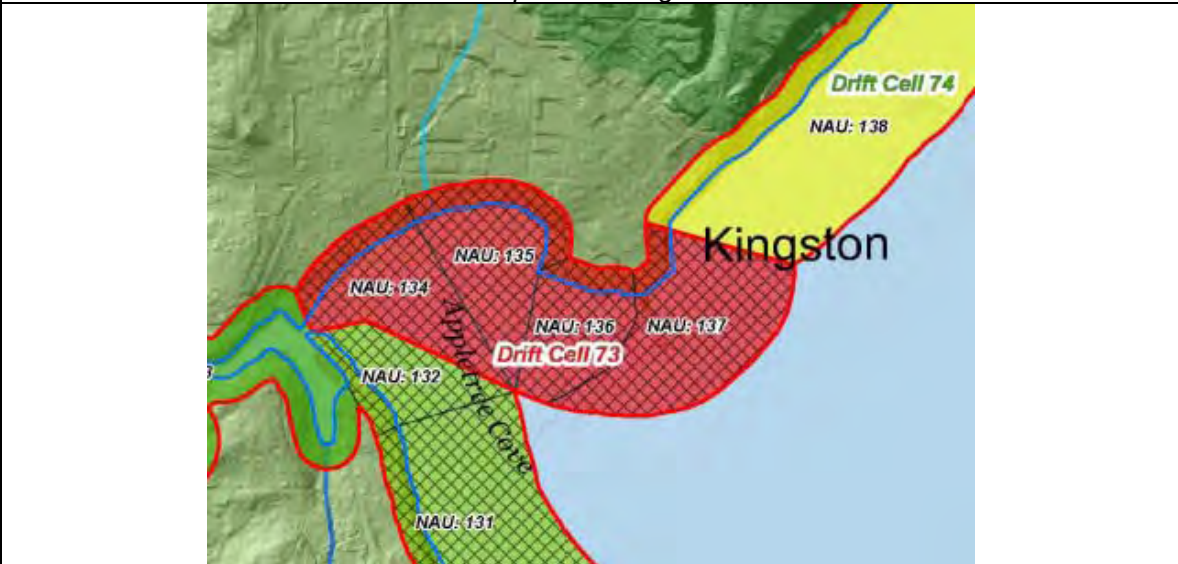 Drift Cell 74
NAU: 138
Kingston
NAU: 135
NAU: 134
Appletree Cove
NAU: 136
NAU: 137
Drift Cell 73
NAU: 132
NAU: 131